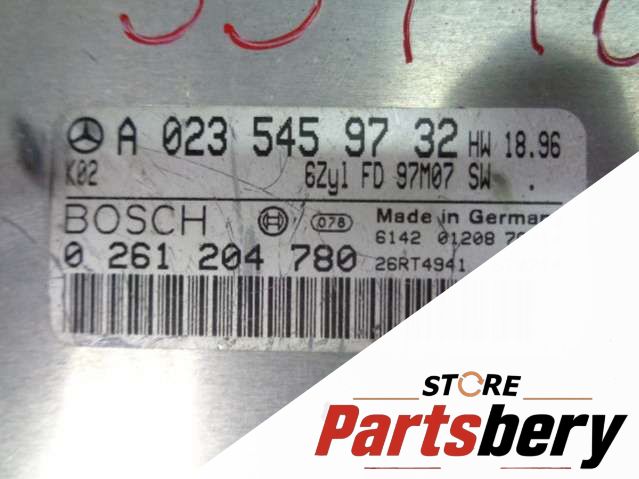 A 023 545 97 32 HW 18.96
K02 6Zyl FD 97M07 SW .
BOSCH 078 Made in German
0 261 204 780 6142 01208
26RT4941
STORE
Partsbery